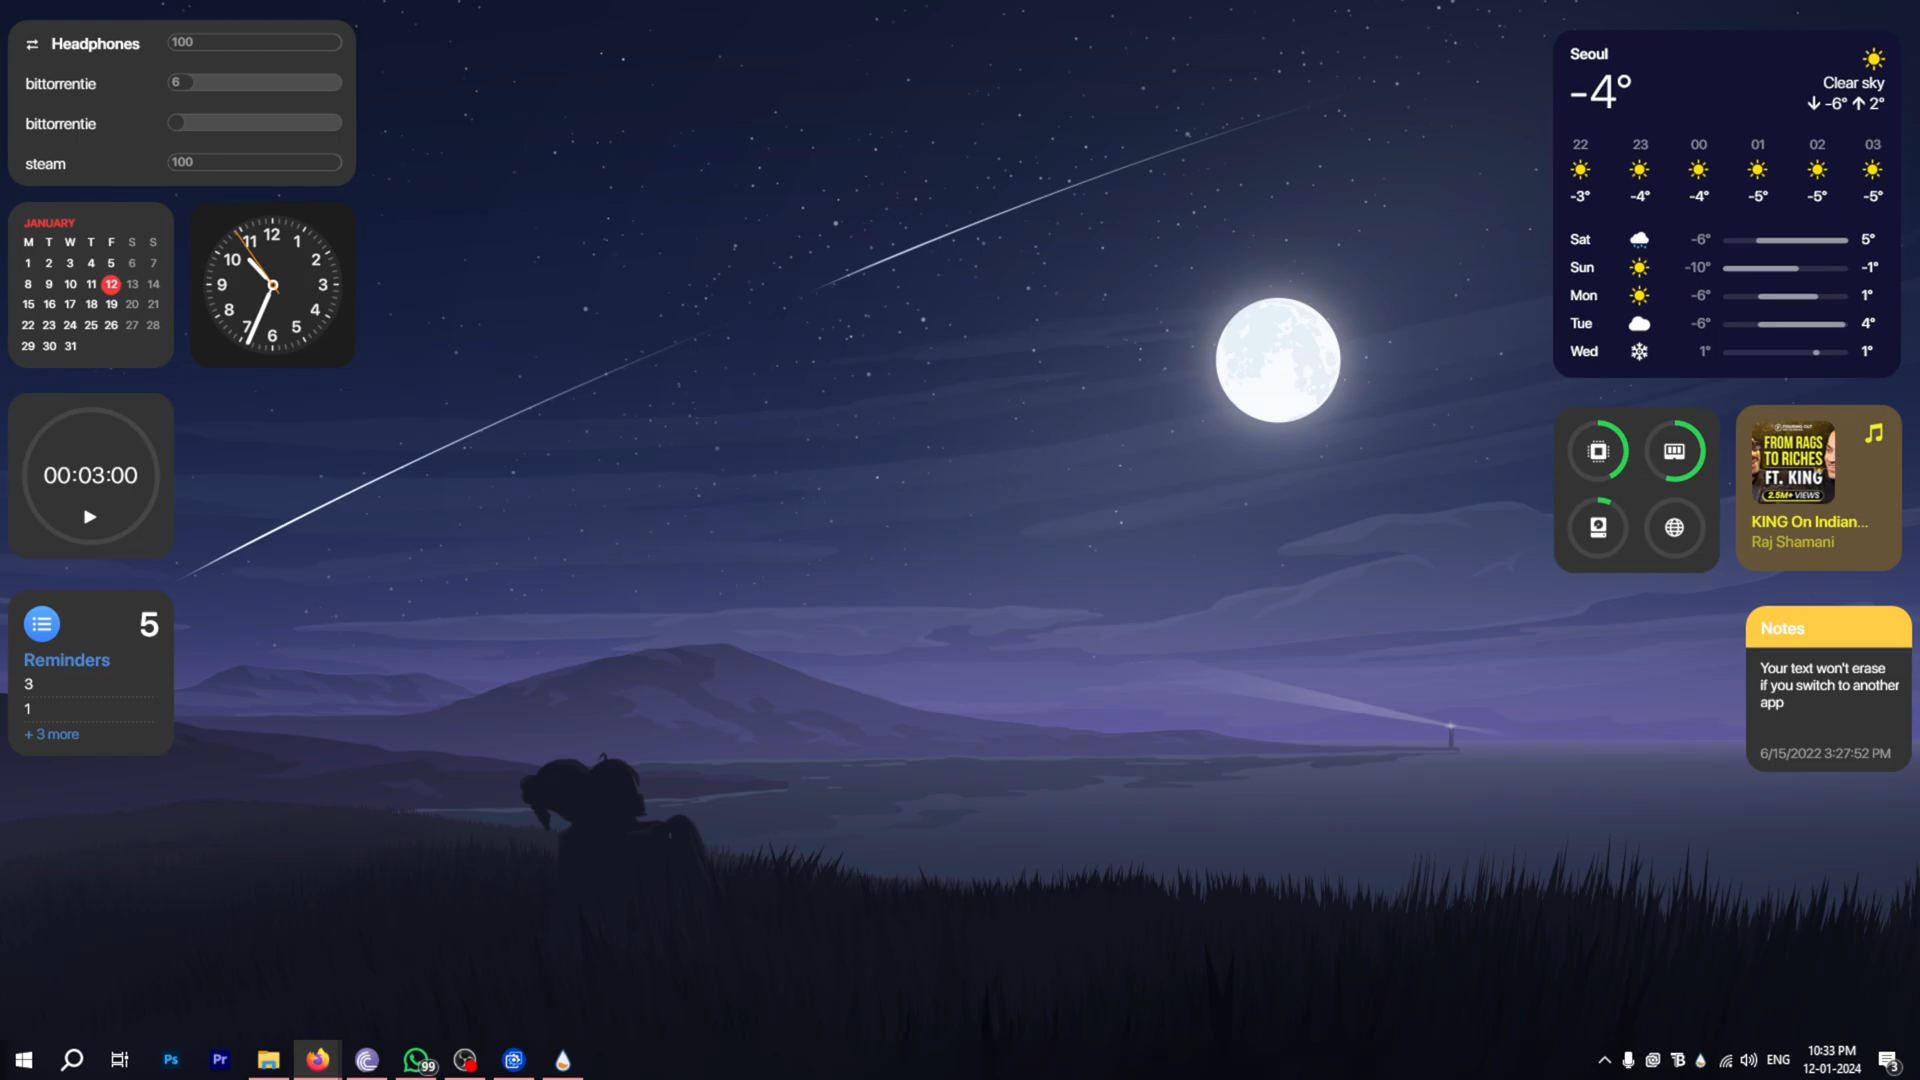 Headphones 100
bittorrentie 6
bittorrentie
steam 100
JANUARY
M T W T F S S
1 2 3 4 5 6 7
8 9 10 11 12 13 14
15 16 17 18 19 20 21
22 23 24 25 26 27 28
29 30 31
12 1 2 3 4 5 6 7 8 9 10 11
00:03:00
5
Reminders
3
1
+ 3 more
Seoul
-4°
Clear sky
↓ -6° ↑ 2°
22 23 00 01 02 03
-3° -4° -4° -5° -5° -5°
Sat -6° 5°
Sun -10° -1°
Mon -6° 1°
Tue -6° 4°
Wed 1° 1°
FROM RAGS
TO RICHES
FT. KING
2.5M+ VIEWS
KING On Indian...
Raj Shamani
Notes
Your text won't erase
if you switch to another
app
6/15/2022 3:27:52 PM
Ps Pr 99
ENG
10:33 PM
12-01-2024
3